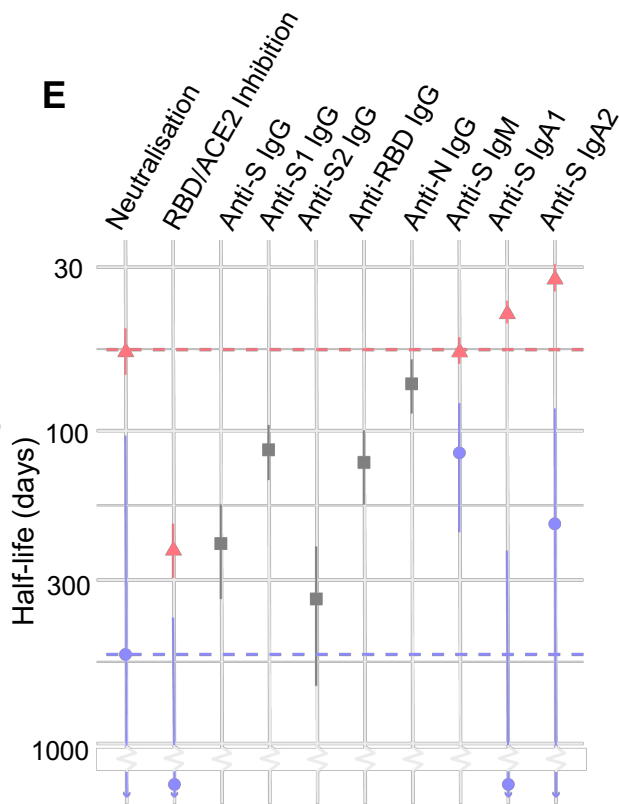 E
Neutralisation
RBD/ACE2 Inhibition
Anti-S IgG
Anti-S1 IgG
Anti-S2 IgG
Anti-RBD IgG
Anti-N IgG
Anti-S IgM
Anti-S IgA1
Anti-S IgA2
Half-life (days)
30
100
300
1000